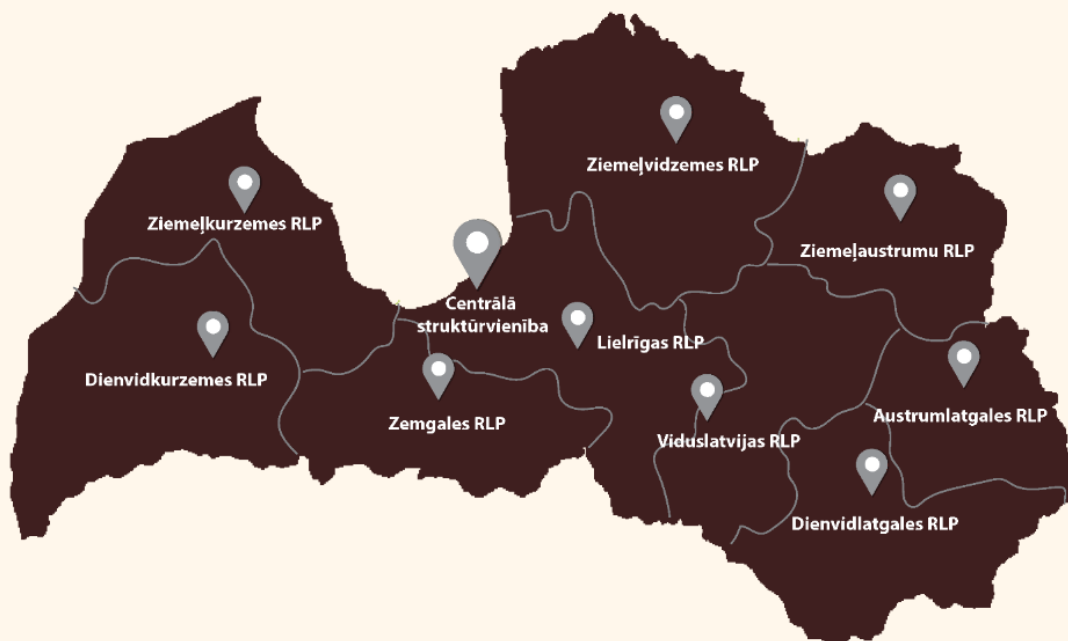 Ziemeļvidzemes RLP
Ziemeļkurzemes RLP
Ziemeļaustrumu RLP
Centrālā
struktūrvienība
Lielrīgas RLP
Dienvidkurzemes RLP
Zemgales RLP
Austrumlatgales RLP
Viduslatvijas RLP
Dienvidlatgales RLP